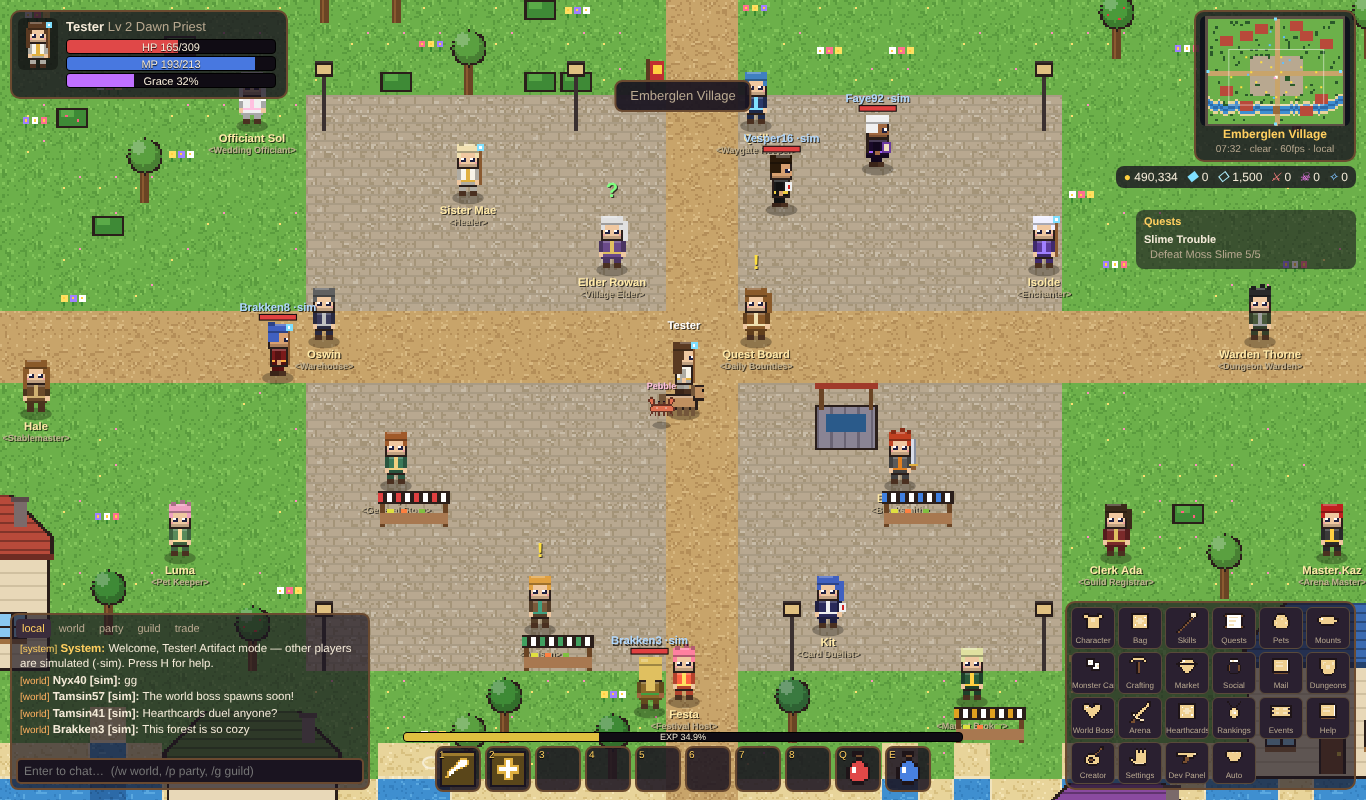 Tester Lv 2 Dawn Priest
HP 165/309
MP 193/213
Grace 32%
Emberglen Village
Emberglen Village
07:32 · clear · 60fps · local
490,334 0 1,500 0 0 0
Quests
Slime Trouble
Defeat Moss Slime 5/5
Officiant Sol
<Wedding Officiant>
Faye92 ·sim
Sister Mae
<Healer>
?
Elder Rowan
<Village Elder>
!
Isolde
<Enchanter>
Brakken8 ·sim
Oswin
<Warehouse>
Tester
Quest Board
<Daily Bounties>
Warden Thorne
<Dungeon Warden>
Pebble
Hale
<Stablemaster>
Luma
<Pet Keeper>
!
Clerk Ada
<Guild Registrar>
Master Kaz
<Arena Master>
Brakken3 ·sim
Kit
<Card Duelist>
Festa
<Festival Host>
local world party guild trade
[system] System: Welcome, Tester! Artifact mode — other players
are simulated (·sim). Press H for help.
[world] Nyx40 [sim]: gg
[world] Tamsin57 [sim]: The world boss spawns soon!
[world] Tamsin41 [sim]: Hearthcards duel anyone?
[world] Brakken3 [sim]: This forest is so cozy
Enter to chat… (/w world, /p party, /g guild)
EXP 34.9%
1 2 3 4 5 6 7 8 Q E
Character Bag Skills Quests Pets Mounts
Monster Ca Crafting Market Social Mail Dungeons
World Boss Arena Hearthcards Rankings Events Help
Creator Settings Dev Panel Auto